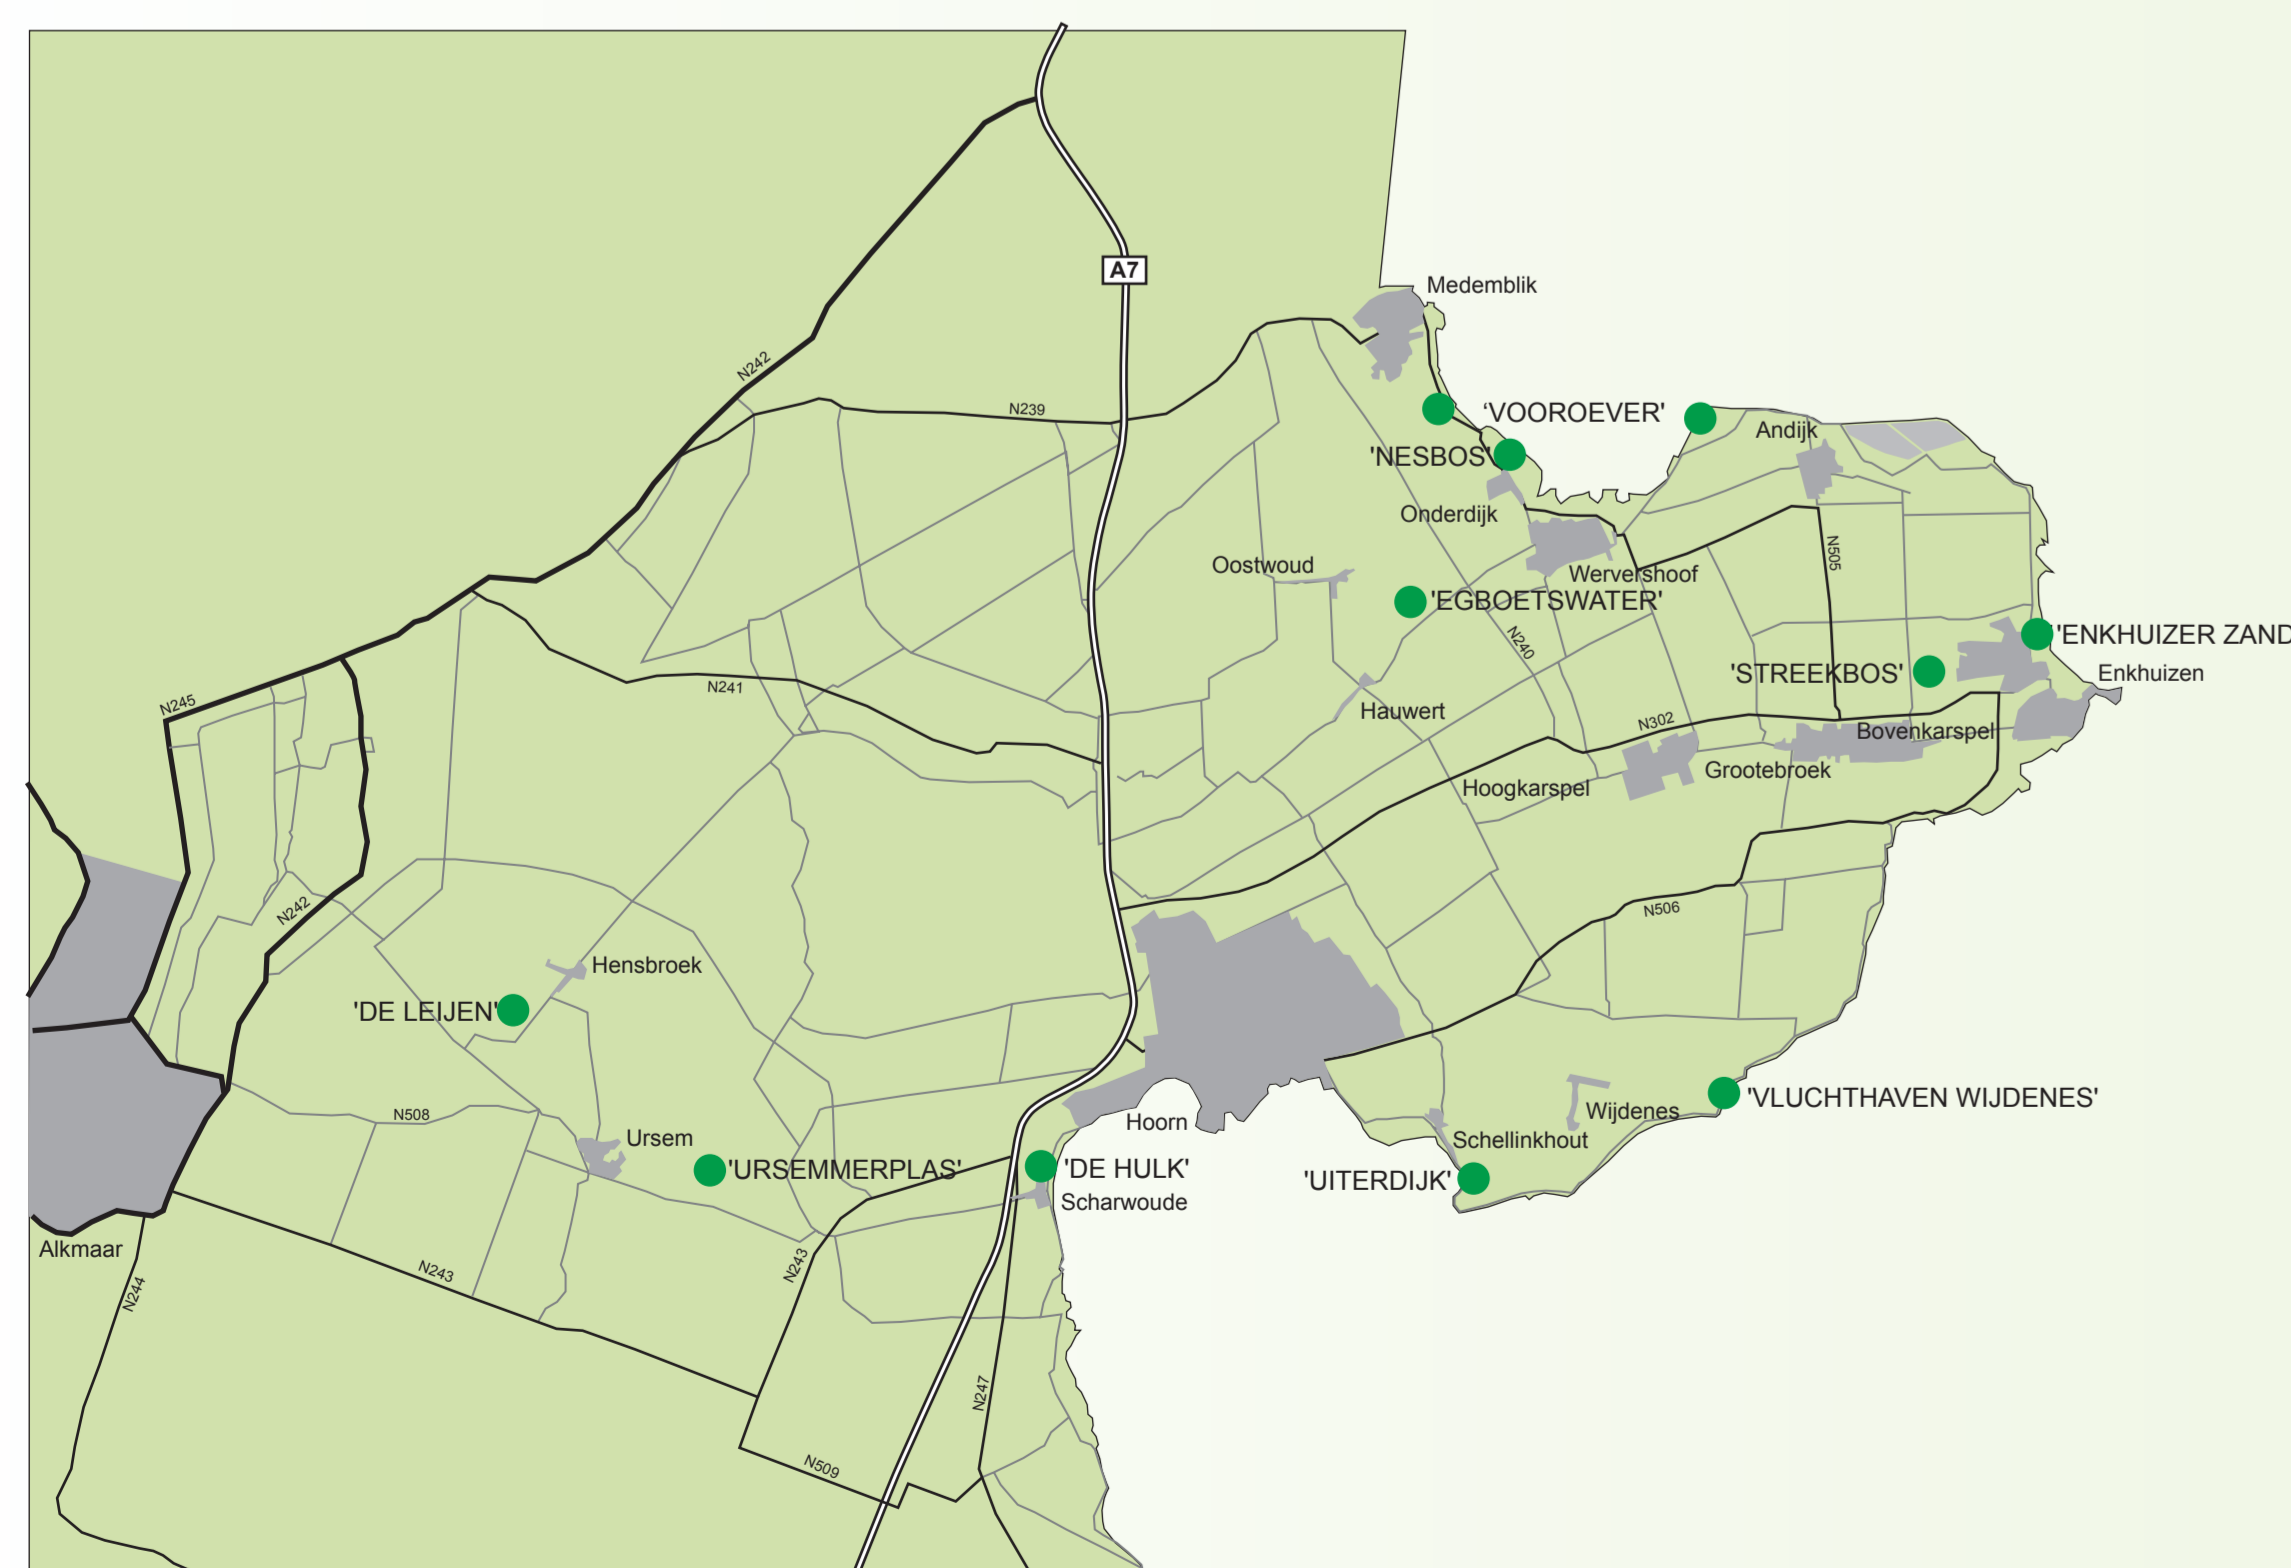 A7
Medemblik
N242
N239
'VOOROEVER'
Andijk
'NESBOS'
Onderdijk
N505
Oostwoud
Wervershoof
'EGBOETSWATER'
N240
'ENKHUIZER ZAND
'STREEKBOS'
Enkhuizen
N241
N245
Hauwert
N302
Bovenkarspel
Grootebroek
Hoogkarspel
N242
N506
Hensbroek
'DE LEIJEN'
'VLUCHTHAVEN WIJDENES'
N508
Wijdenes
Hoorn
Ursem
Schellinkhout
'URSEMMERPLAS'
'DE HULK'
'UITERDIJK'
Scharwoude
Alkmaar
N243
N243
N244
N247
N509